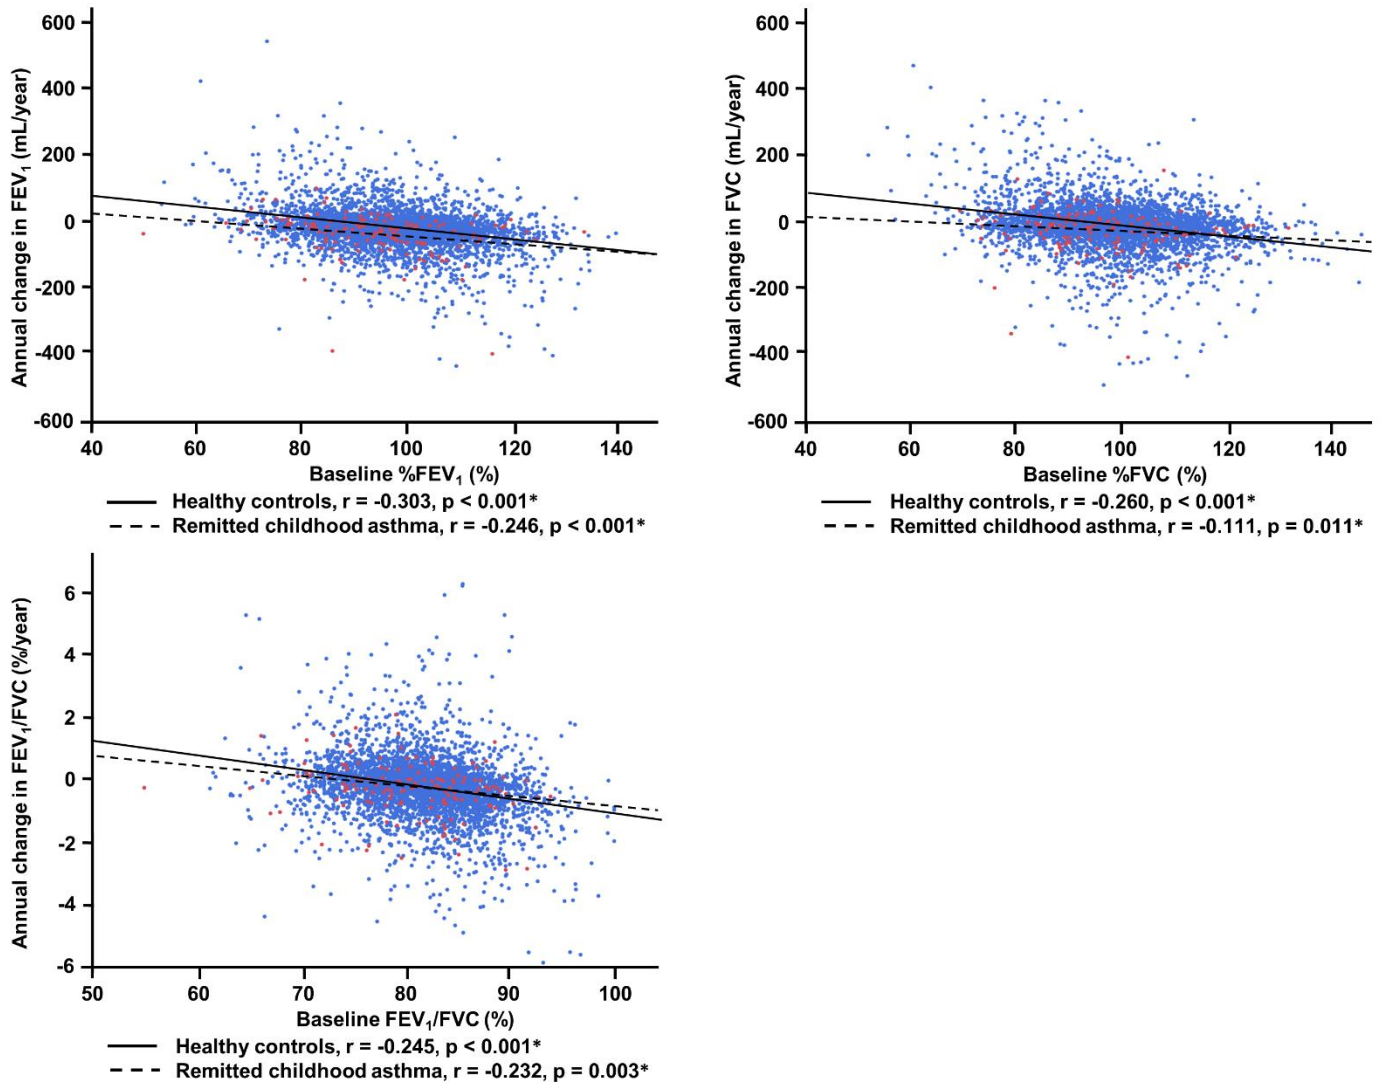 600
400
200
0
-200
-400
-600
Annual change in FEV₁ (mL/year)
40 60 80 100 120 140
Baseline %FEV₁ (%)
Healthy controls, r = -0.303, p < 0.001*
Remitted childhood asthma, r = -0.246, p < 0.001*
600
400
200
0
-200
-400
-600
Annual change in FVC (mL/year)
40 60 80 100 120 140
Baseline %FVC (%)
Healthy controls, r = -0.260, p < 0.001*
Remitted childhood asthma, r = -0.111, p = 0.011*
6
4
2
0
-2
-4
-6
Annual change in FEV₁/FVC (%/year)
50 60 70 80 90 100
Baseline FEV₁/FVC (%)
Healthy controls, r = -0.245, p < 0.001*
Remitted childhood asthma, r = -0.232, p = 0.003*